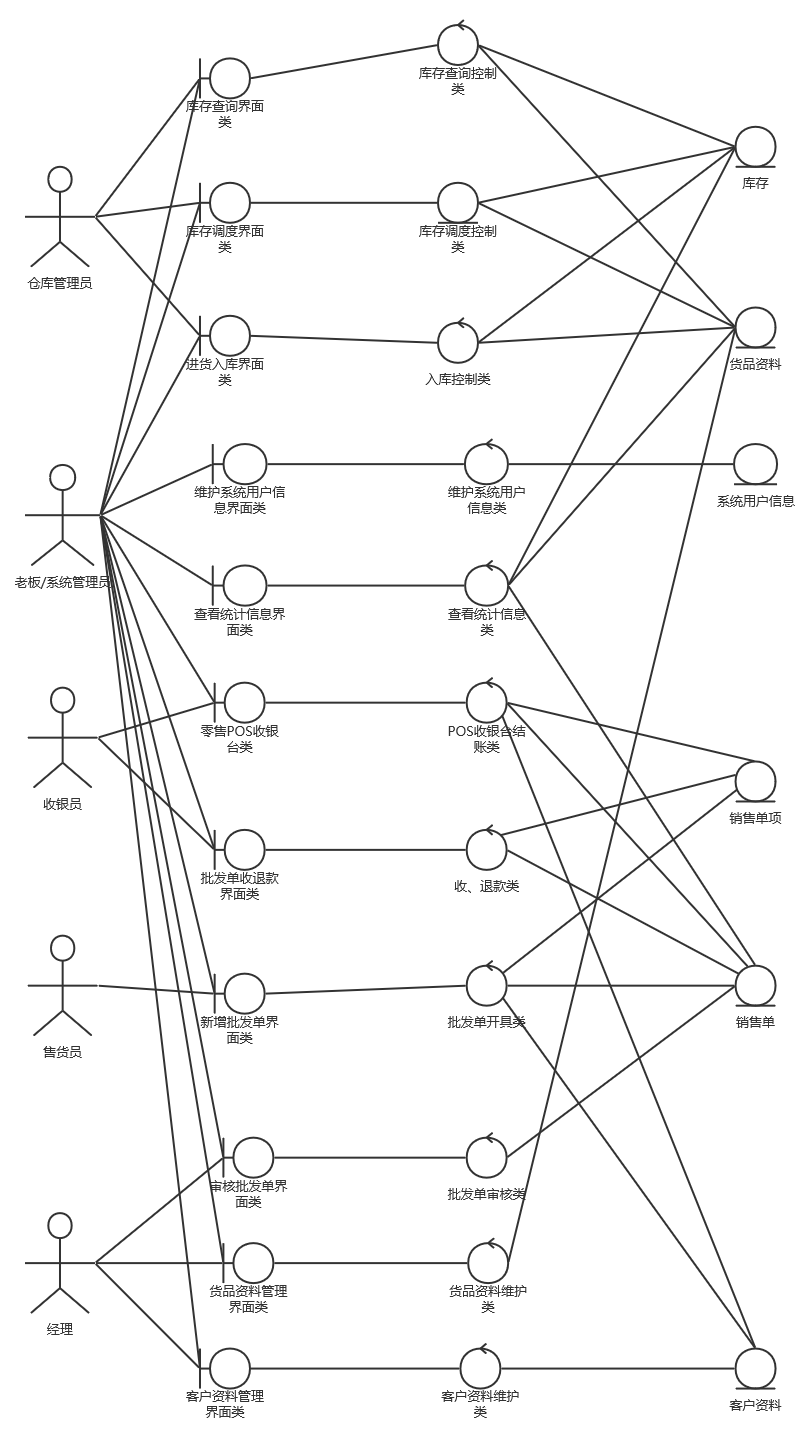 库存查询控制
类
库存查询界面
类
库存
库存调度界面
类
库存调度控制
类
仓库管理员
进货入库界面
类
入库控制类
货品资料
维护系统用户信
息界面类
维护系统用户
信息类
系统用户信息
老板/系统管理员
查看统计信息界
面类
查看统计信息
类
零售POS收银
台类
POS收银台结
账类
收银员
销售单项
批发单收退款
界面类
收、退款类
新增批发单界
面类
批发单开具类
销售单
售货员
审核批发单界
面类
批发单审核类
货品资料管理
界面类
货品资料维护
类
经理
客户资料管理
界面类
客户资料维护
类
客户资料